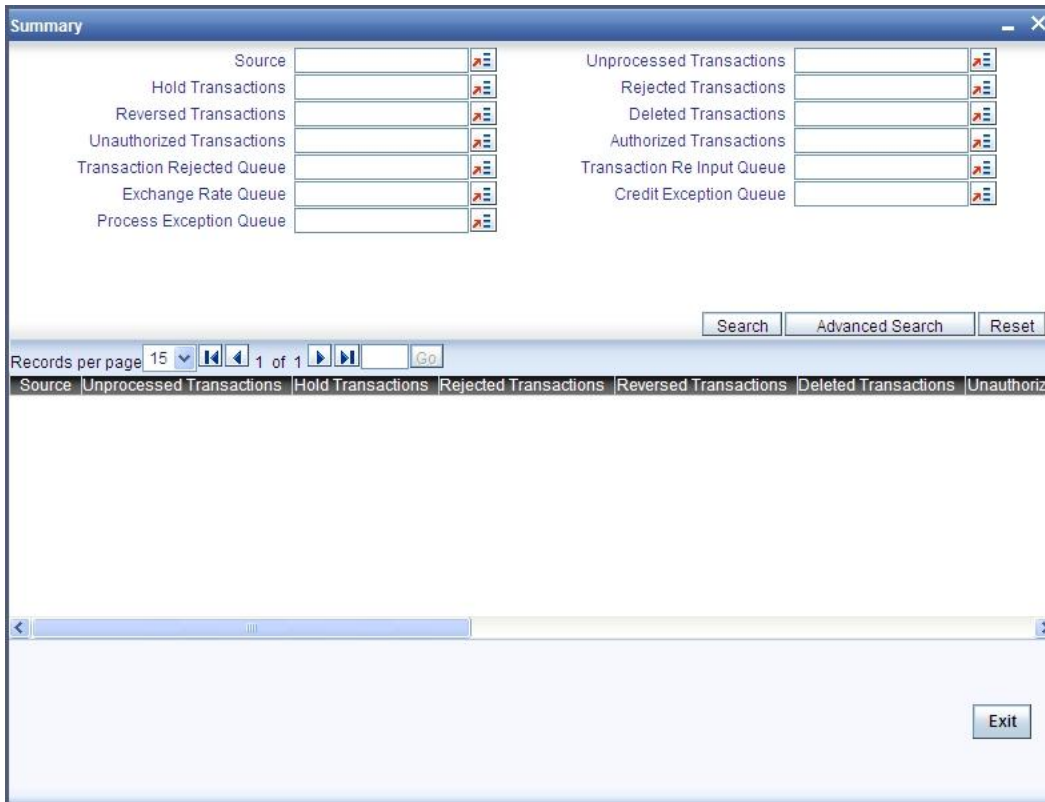 Summary
Source Unprocessed Transactions
Hold Transactions Rejected Transactions
Reversed Transactions Deleted Transactions
Unauthorized Transactions Authorized Transactions
Transaction Rejected Queue Transaction Re Input Queue
Exchange Rate Queue Credit Exception Queue
Process Exception Queue
Search Advanced Search Reset
Records per page 15 1 of 1 Go
Source Unprocessed Transactions Hold Transactions Rejected Transactions Reversed Transactions Deleted Transactions Unauthoriz
Exit